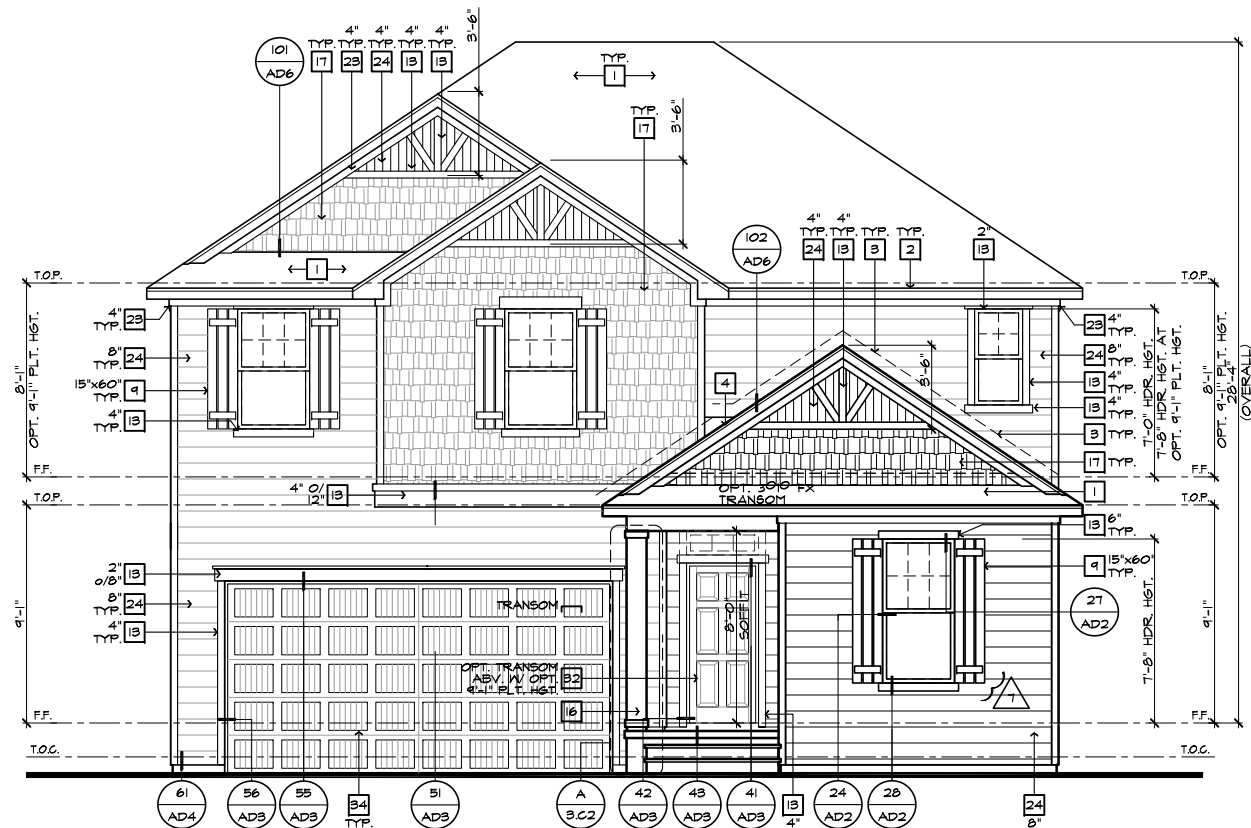 101
AD6
TYP.
17
4"
TYP.
23
4"
TYP.
24
4"
TYP.
13
4"
TYP.
13
3'-6"
TYP.
1
TYP.
17
3'-6"
102
AD6
4"
TYP.
24
4"
TYP.
13
TYP.
3
TYP.
2
2"
13
1
T.O.P.
T.O.P.
4"
TYP.
23
8"
TYP.
24
15"x60"
TYP.
9
4"
TYP.
13
8'-1"
OPT. 9'-1" PLT. HGT.
4
3'-6"
23
4"
TYP.
24
8"
TYP.
13
4"
TYP.
13
4"
TYP.
3
TYP.
17
TYP.
1
7'-0" HDR. HGT.
7'-8" HDR. HGT. AT
OPT. 9'-1" PLT. HGT.
8'-1"
OPT. 9'-1" PLT. HGT.
28'-4"
(OVERALL)
F.F.
F.F.
T.O.P.
T.O.P.
4" O/
12"
13
OPT. 3010 FX
TRANSOM
13
6"
TYP.
9
15"x60"
TYP.
2"
O/8"
13
8"
TYP.
24
4"
TYP.
13
9'-1"
TRANSOM
8'-0"
SOFFIT
27
AD2
7'-8" HDR. HGT.
9'-1"
OPT. TRANSOM
ABV. W/ OPT.
9'-1" PLT. HGT.
32
16
7
F.F.
F.F.
T.O.C.
T.O.C.
61
AD4
56
AD3
55
AD3
34
TYP.
51
AD3
A
3.C2
42
AD3
43
AD3
41
AD3
13
4"
24
AD2
28
AD2
24
8"